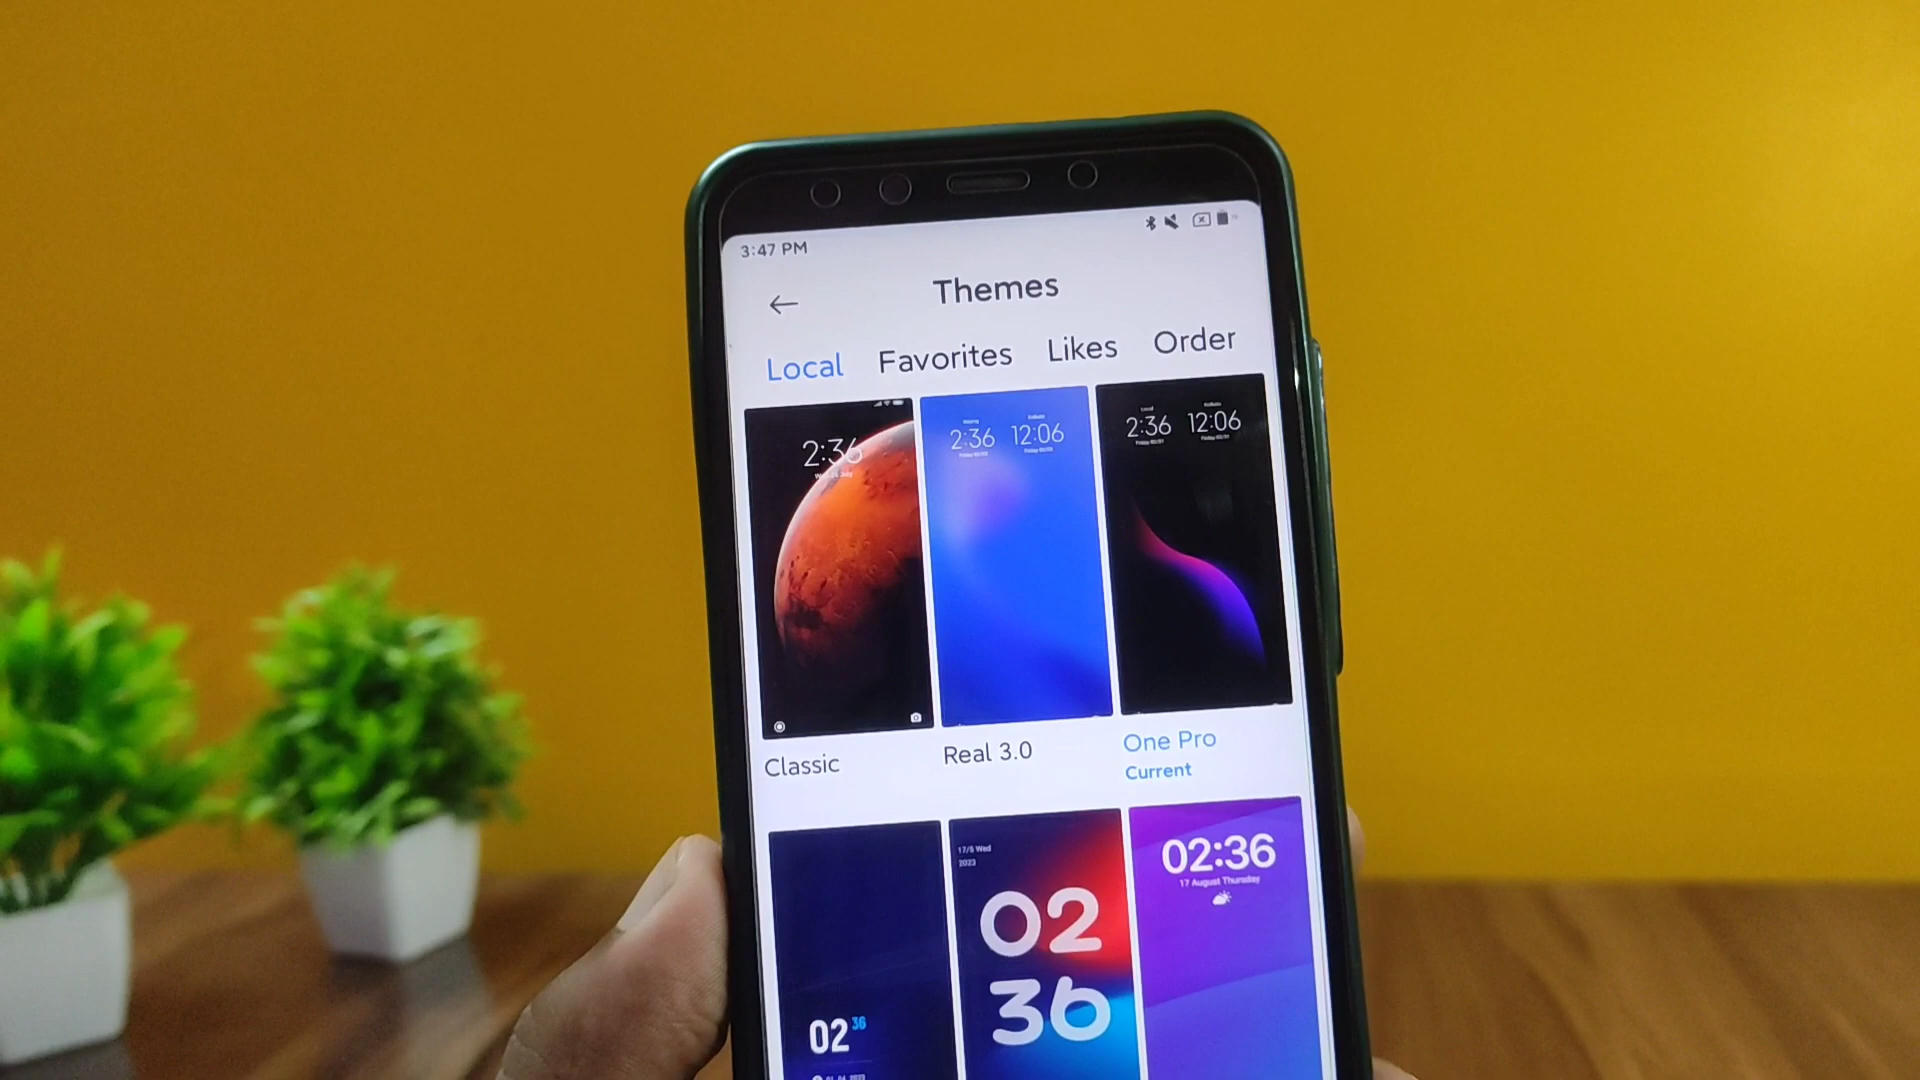 3:47 PM
Themes
Local Favorites Likes Order
2:36
2:36 12:06
2:36 12:06
Classic
Real 3.0
One Pro
Current
17/5 Wed
2023
02:36
17 August Thursday
02
36
02 36